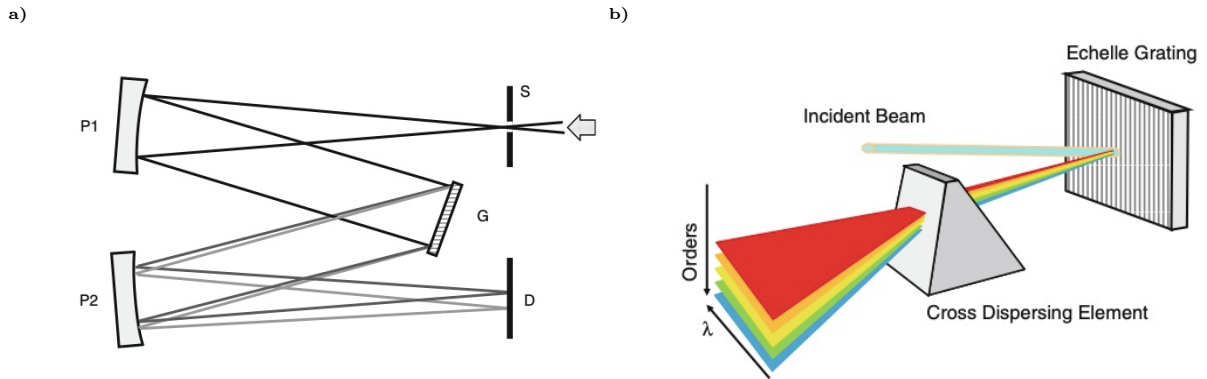 a)
S
P1
G
P2
D
b)
Echelle Grating
Incident Beam
Orders
λ
Cross Dispersing Element